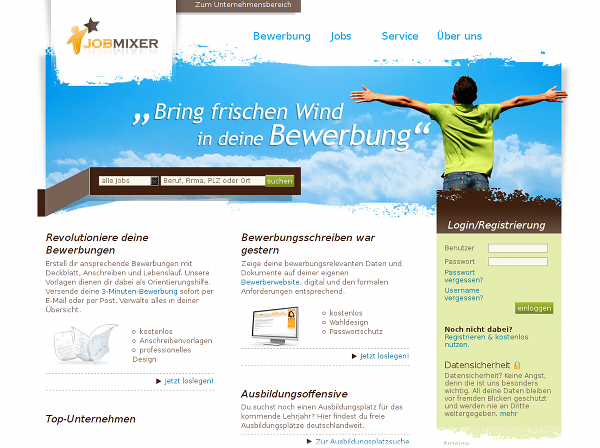 Zum Unternehmensbereich
JOBMIXER
Bewerbung Jobs Service Über uns
„Bring frischen Wind
in deine Bewerbung“
alle Jobs Beruf, Firma, PLZ oder Ort suchen
Login/Registrierung
Benutzer
Passwort
Passwort
vergessen?
Username
vergessen?
einloggen
Noch nicht dabei?
Registrieren & kostenlos
nutzen.
Datensicherheit
Datensicherheit? Keine Angst,
denn die ist uns besonders
wichtig. All deine Daten bleiben
vor fremden Blicken geschützt
und werden nie an Dritte
weitergegeben. mehr
Anzeige
Revolutioniere deine
Bewerbungen
Erstell dir ansprechende Bewerbungen mit
Deckblatt, Anschreiben und Lebenslauf. Unsere
Vorlagen dienen dir dabei als Orientierungshilfe.
Versende deine 3-Minuten-Bewerbung sofort per
E-Mail oder per Post. Verwalte alles in deiner
Übersicht.
kostenlos
Anschreibenvorlagen
professionelles
Design
Jetzt loslegen!
Top-Unternehmen
Bewerbungsschreiben war
gestern
Zeige deine bewerbungsrelevanten Daten und
Dokumente auf deiner eigenen
Bewerberwebsite, digital und den formalen
Anforderungen entsprechend.
kostenlos
Wahldesign
Passwortschutz
Jetzt loslegen!
Ausbildungsoffensive
Du suchst noch einen Ausbildungsplatz für das
kommende Lehrjahr? Hier findest du freie
Ausbildungsplätze deutschlandweit.
Zur Ausbildungsplatzsuche